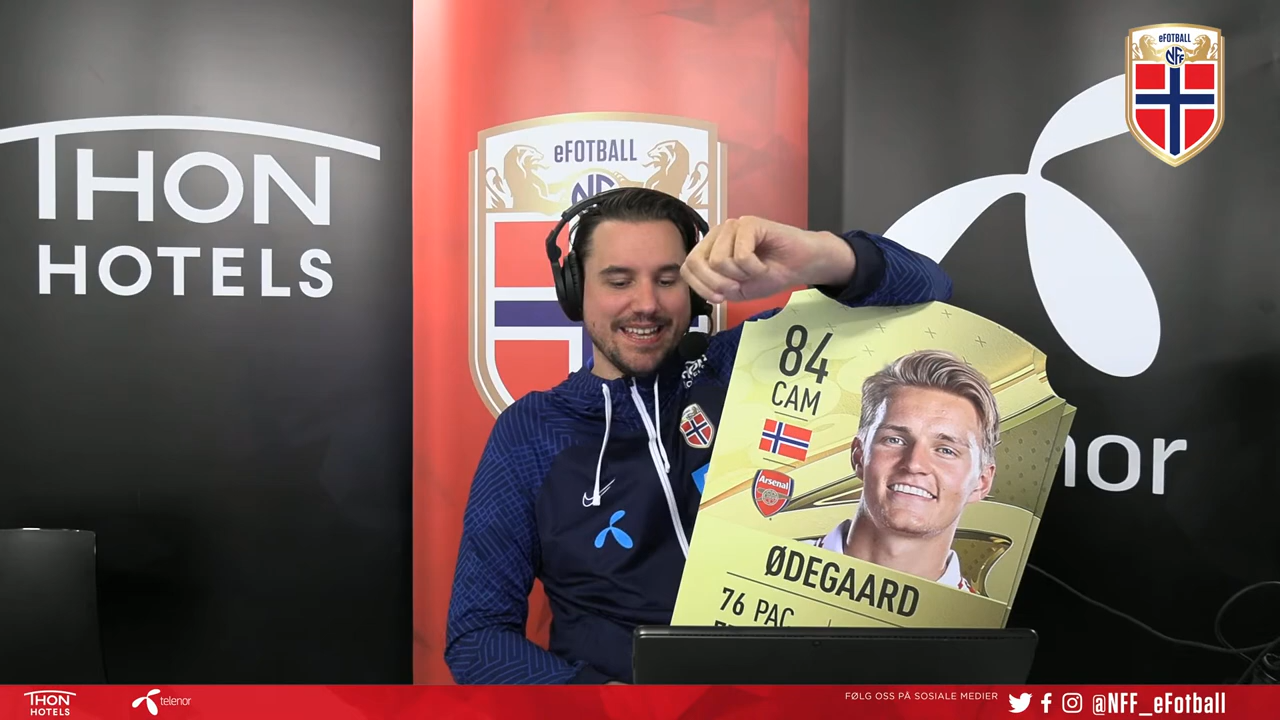 THON
HOTELS
eFOTBALL
NFF
eFOTBALL
NFF
84
CAM
Arsenal
ØDEGAARD
76 PAC
nor
THON
HOTELS
telenor
FØLG OSS PÅ SOSIALE MEDIER
@NFF_eFotball